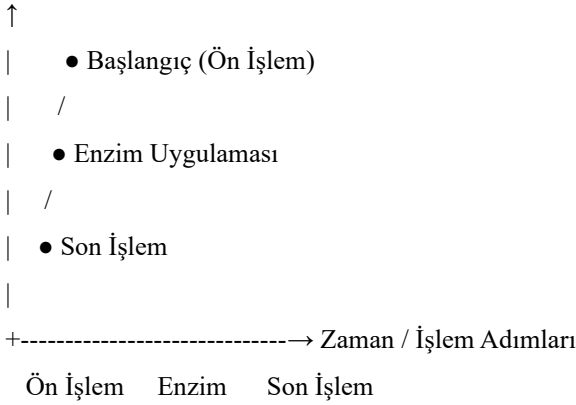 ↑
| ● Başlangıç (Ön İşlem)
| /
| ● Enzim Uygulaması
| /
| ● Son İşlem
|
+------------------------------→ Zaman / İşlem Adımları
Ön İşlem Enzim Son İşlem